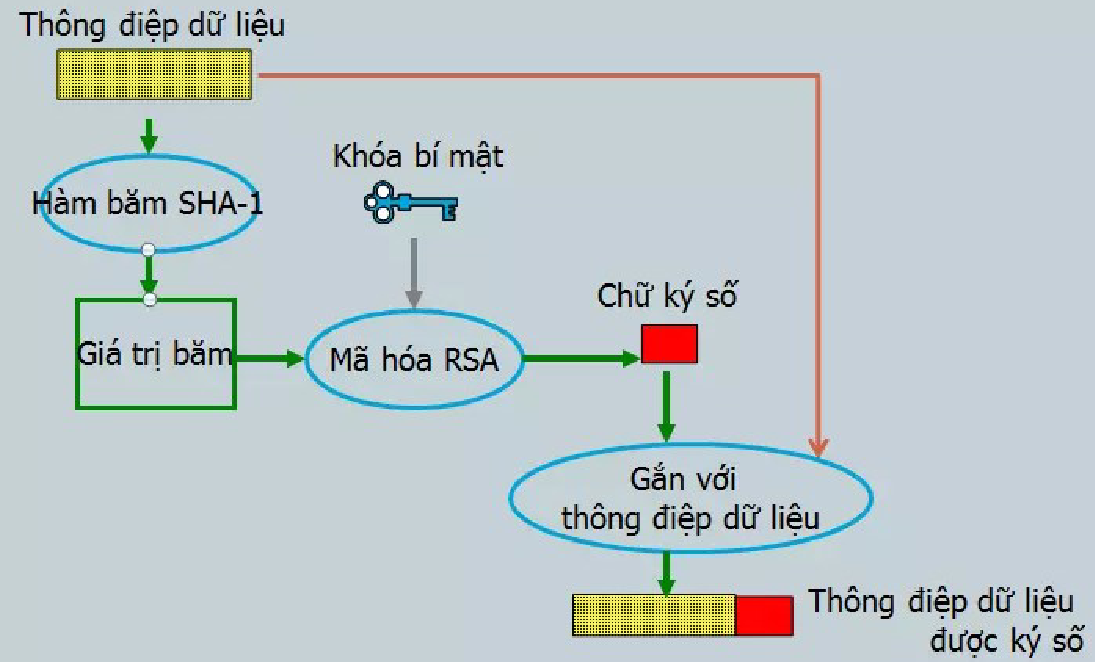 Thông điệp dữ liệu
Hàm băm SHA-1
Khóa bí mật
Giá trị băm
Mã hóa RSA
Chữ ký số
Gắn với
thông điệp dữ liệu
Thông điệp dữ liệu
được ký số